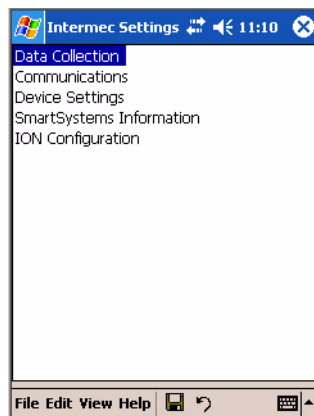 Intermec Settings 11:10
Data Collection
Communications
Device Settings
SmartSystems Information
ION Configuration
File Edit View Help